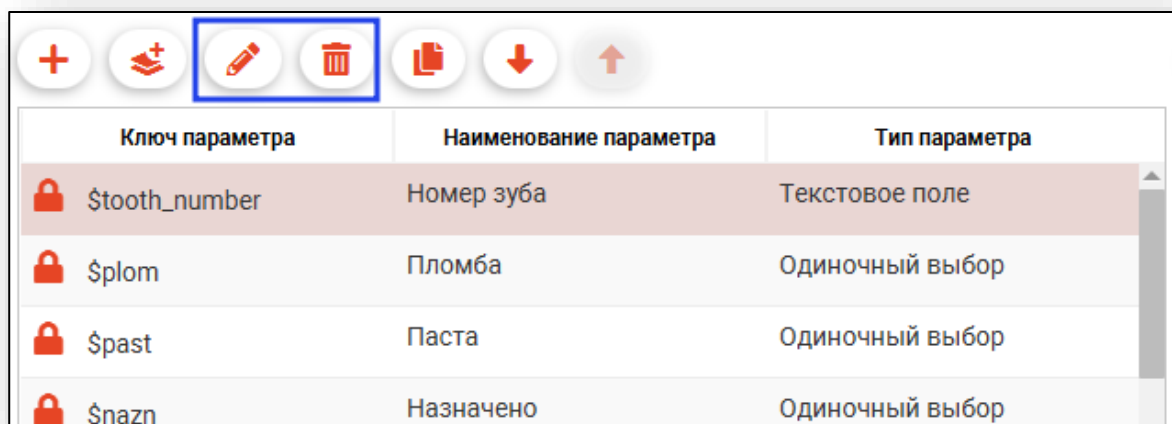 Ключ параметра Наименование параметра Тип параметра
$tooth_number Номер зуба Текстовое поле
$plom Пломба Одиночный выбор
$past Паста Одиночный выбор
$nazn Назначено Одиночный выбор